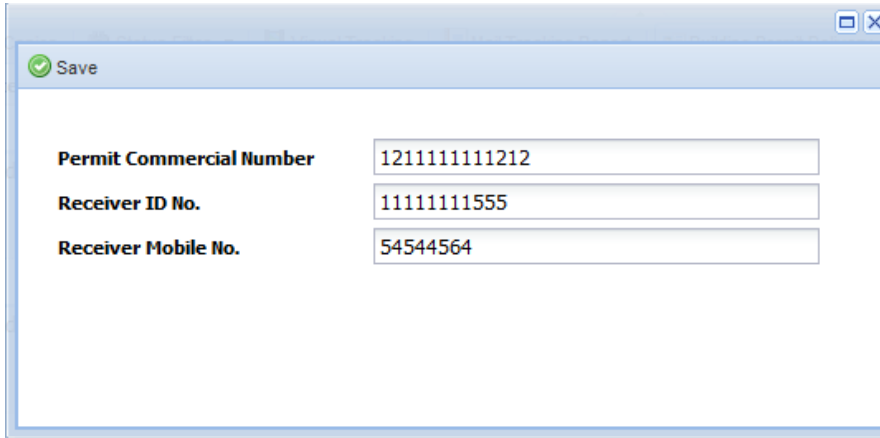 Save
Permit Commercial Number 1211111111212
Receiver ID No. 11111111555
Receiver Mobile No. 54544564